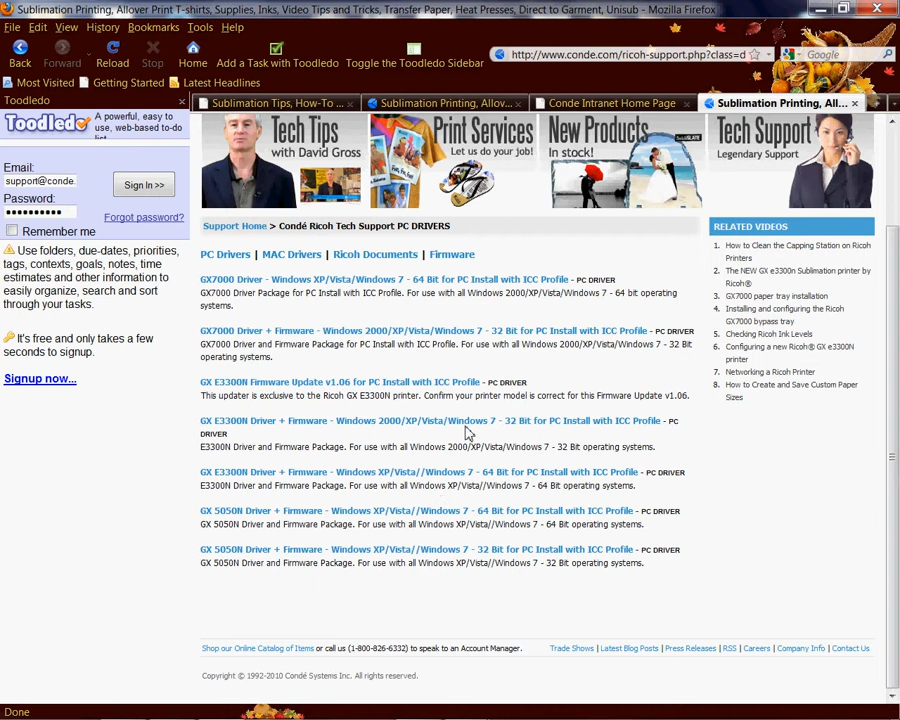 Sublimation Printing, Allover Print T-shirts, Supplies, Inks, Video Tips and Tricks, Transfer Paper, Heat Presses, Direct to Garment, Unisub - Mozilla Firefox
File Edit View History Bookmarks Tools Help
Back Forward Reload Stop Home Add a Task with Toodledo Toggle the Toodledo Sidebar
http://www.conde.com/ricoh-support.php?class=d
Google
Most Visited Getting Started Latest Headlines
Toodledo
Sublimation Tips, How-To ...
Sublimation Printing, Allov...
Conde Intranet Home Page
Sublimation Printing, All...
Toodledo
A powerful, easy to
use, web-based to-do
list
Email:
support@conde.
Password:
Sign In >>
Forgot password?
Remember me
Use folders, due-dates, priorities,
tags, contexts, goals, notes, time
estimates and other information to
easily organize, search and sort
through your tasks.
It's free and only takes a few
seconds to signup.
Signup now...
Tech Tips
with David Gross
Print Services
Let us do your job!
New Products
In stock!
Tech Support
Legendary Support
Support Home > Condé Ricoh Tech Support PC DRIVERS
PC Drivers | MAC Drivers | Ricoh Documents | Firmware
GX7000 Driver - Windows XP/Vista/Windows 7 - 64 Bit for PC Install with ICC Profile - PC DRIVER
GX7000 Driver Package for PC Install with ICC Profile. For use with all Windows 2000/XP/Vista/Windows 7 - 64 bit operating
systems.
GX7000 Driver + Firmware - Windows 2000/XP/Vista/Windows 7 - 32 Bit for PC Install with ICC Profile - PC DRIVER
GX7000 Driver and Firmware Package for PC Install with ICC Profile. For use with all Windows 2000/XP/Vista/Windows 7 - 32 Bit
operating systems.
GX E3300N Firmware Update v1.06 for PC Install with ICC Profile - PC DRIVER
This updater is exclusive to the Ricoh GX E3300N printer. Confirm your printer model is correct for this Firmware Update v1.06.
GX E3300N Driver + Firmware - Windows 2000/XP/Vista/Windows 7 - 32 Bit for PC Install with ICC Profile - PC
DRIVER
E3300N Driver and Firmware Package. For use with all Windows 2000/XP/Vista/Windows 7 - 32 Bit operating systems.
GX E3300N Driver + Firmware - Windows XP/Vista//Windows 7 - 64 Bit for PC Install with ICC Profile - PC DRIVER
E3300N Driver and Firmware Package. For use with all Windows XP/Vista//Windows 7 - 64 Bit operating systems.
GX 5050N Driver + Firmware - Windows XP/Vista//Windows 7 - 64 Bit for PC Install with ICC Profile - PC DRIVER
GX 5050N Driver and Firmware Package. For use with all Windows XP/Vista//Windows 7 - 64 Bit operating systems.
GX 5050N Driver + Firmware - Windows XP/Vista//Windows 7 - 32 Bit for PC Install with ICC Profile - PC DRIVER
GX 5050N Driver and Firmware Package. For use with all Windows XP/Vista//Windows 7 - 32 Bit operating systems.
RELATED VIDEOS
1. How to Clean the Capping Station on Ricoh
Printers
2. The NEW GX e3300n Sublimation printer by
Ricoh®
3. GX7000 paper tray installation
4. Installing and configuring the Ricoh
GX7000 bypass tray
5. Checking Ricoh Ink Levels
6. Configuring a new Ricoh® GX e3300N
printer
7. Networking a Ricoh Printer
8. How to Create and Save Custom Paper
Sizes
Shop our Online Catalog of Items or call us (1-800-826-6332) to speak to an Account Manager.
Trade Shows | Latest Blog Posts | Press Releases | RSS | Careers | Company Info | Contact Us
Copyright © 1992-2010 Condé Systems Inc. All rights reserved.
Done